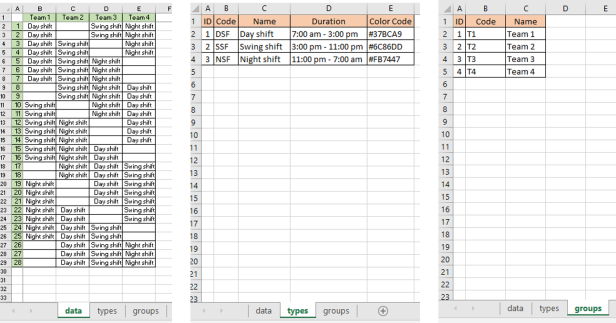 A B C D E F
1 Team 1 Team 2 Team 3 Team 4
2 1 Day shift Swing shift Night shift
3 2 Day shift Swing shift Night shift
4 3 Day shift Swing shift Night shift
5 4 Day shift Swing shift Night shift
6 5 Day shift Swing shift Night shift
7 6 Day shift Swing shift Night shift
8 7 Day shift Swing shift Night shift
9 8 Swing shift Night shift Day shift
10 9 Swing shift Night shift Day shift
11 10 Swing shift Night shift Day shift
12 11 Swing shift Night shift Day shift
13 12 Swing shift Night shift Day shift
14 13 Swing shift Night shift Day shift
15 14 Swing shift Night shift Day shift
16 15 Swing shift Night shift Day shift
17 16 Swing shift Night shift Day shift
18 17 Night shift Day shift Swing shift
19 18 Night shift Day shift Swing shift
20 19 Night shift Day shift Swing shift
21 20 Night shift Day shift Swing shift
22 21 Night shift Day shift Swing shift
23 22 Night shift Day shift Swing shift
24 23 Night shift Day shift Swing shift
25 24 Night shift Day shift Swing shift
26 25 Night shift Day shift Swing shift
27 26 Day shift Swing shift Night shift
28 27 Day shift Swing shift Night shift
29 28 Day shift Swing shift Night shift
30
31
32
33
data types groups
A B C D E
1 ID Code Name Duration Color Code
2 1 DSF Day shift 7:00 am - 3:00 pm #37BCA9
3 2 SSF Swing shift 3:00 pm - 11:00 pm #6C86DD
4 3 NSF Night shift 11:00 pm - 7:00 am #FB7447
5
6
7
8
9
10
11
12
13
14
15
16
17
18
19
20
21
22
23
data types groups
A B C D E
1 ID Code Name
2 1 T1 Team 1
3 2 T2 Team 2
4 3 T3 Team 3
5 4 T4 Team 4
6
7
8
9
10
11
12
13
14
15
16
17
18
19
20
21
22
23
data types groups